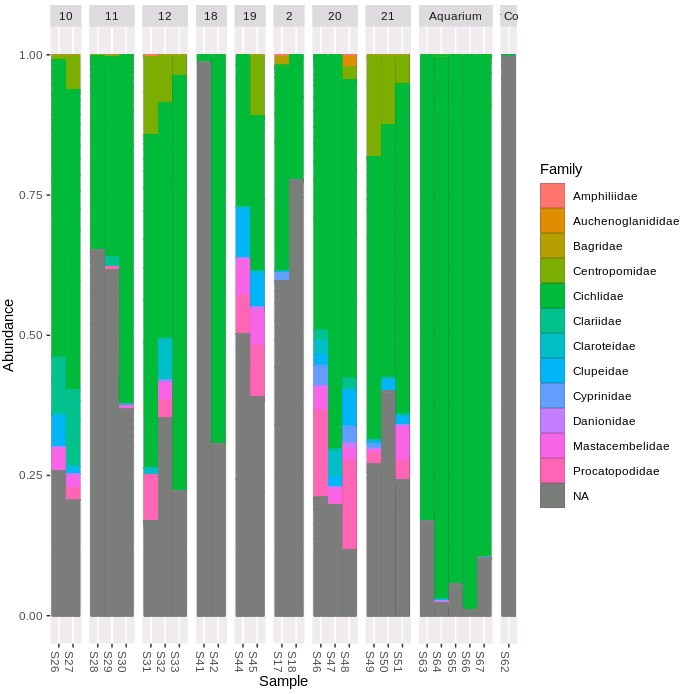 10 11 12 18 19 2 20 21 Aquarium Co
1.00
0.75
0.50
0.25
0.00
Abundance
S26 S27 S28 S29 S30 S31 S32 S33 S41 S42 S44 S45 S17 S18 S46 S47 S48 S49 S50 S51 S63 S64 S65 S66 S67 S62
Sample
Family
Amphiliidae
Auchenoglanididae
Bagridae
Centropomidae
Cichlidae
Clariidae
Claroteidae
Clupeidae
Cyprinidae
Danionidae
Mastacembelidae
Procatopodidae
NA